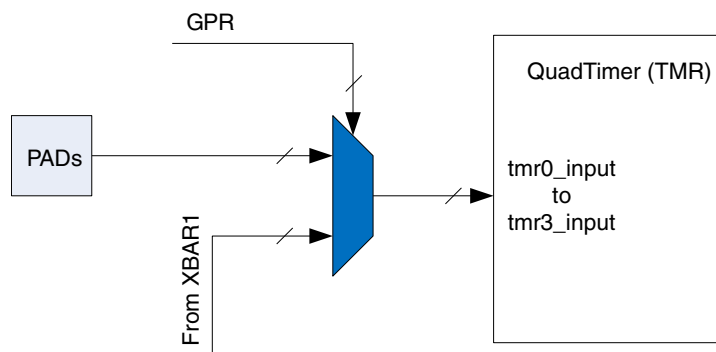 GPR
QuadTimer (TMR)
PADs
tmr0_input
to
tmr3_input
From XBAR1